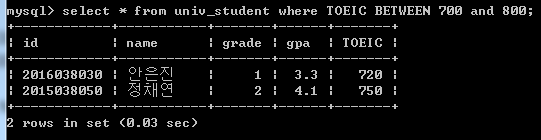 mysql> select * from univ_student where TOEIC BETWEEN 700 and 800;
+------------+--------+-------+------+-------+
| id         | name   | grade | gpa  | TOEIC |
+------------+--------+-------+------+-------+
| 2016038030 | 안은진 |     1 |  3.3 |   720 |
| 2015038050 | 정채연 |     2 |  4.1 |   750 |
+------------+--------+-------+------+-------+
2 rows in set (0.03 sec)